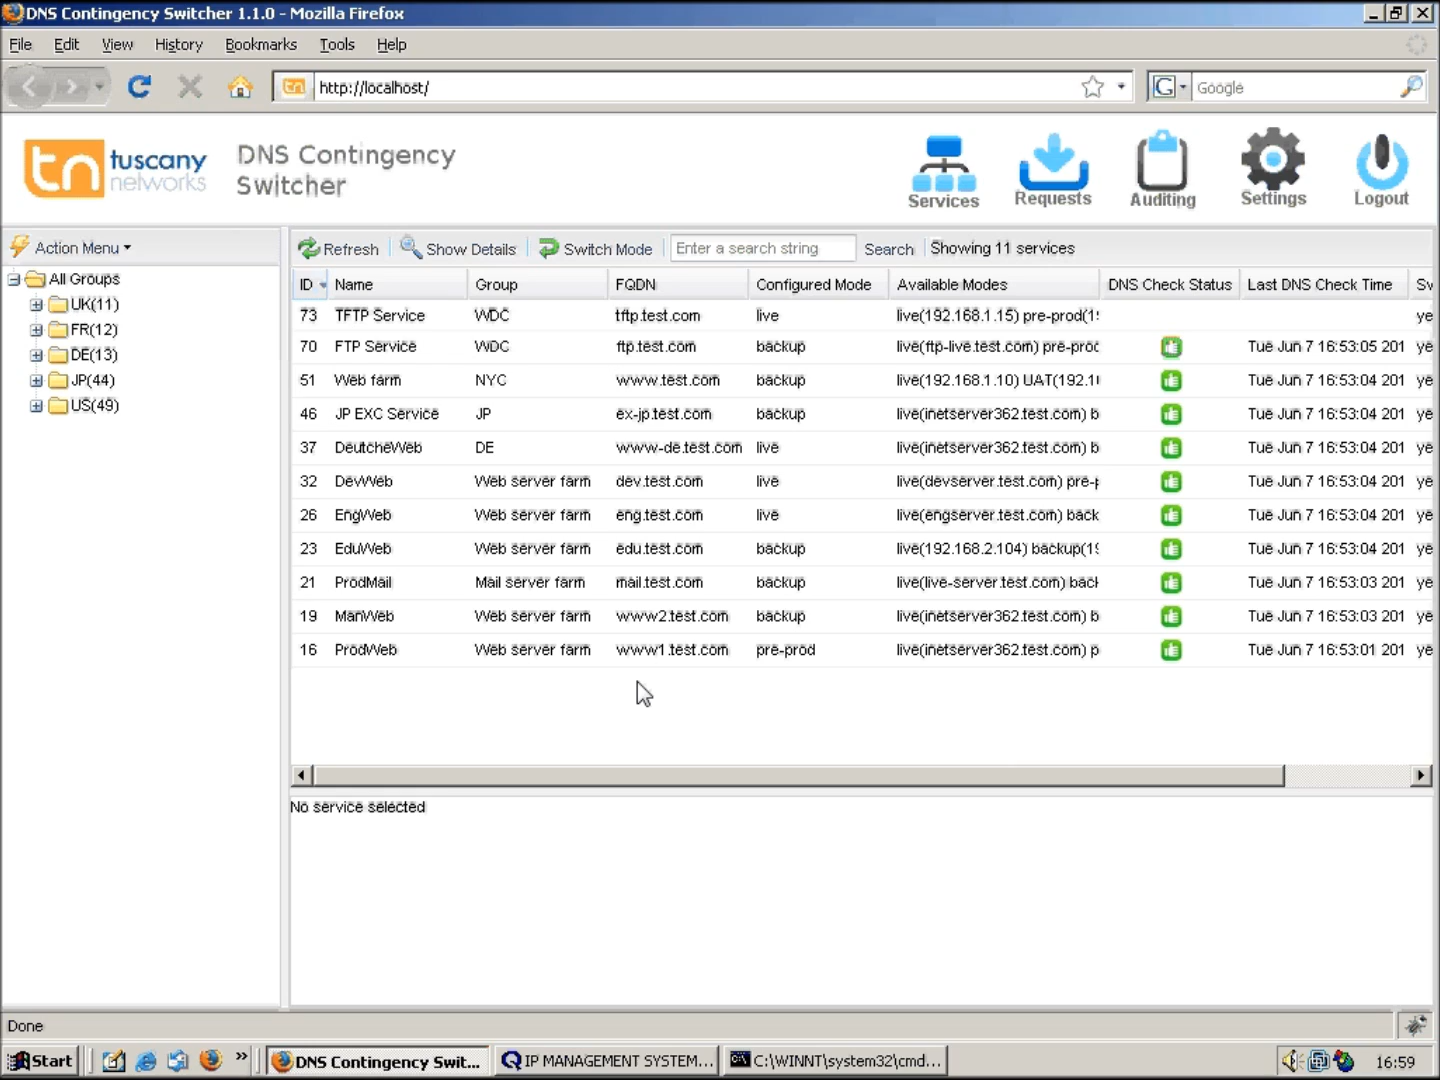 DNS Contingency Switcher 1.1.0 - Mozilla Firefox
File Edit View History Bookmarks Tools Help
http://localhost/
G Google
tn tuscany networks
DNS Contingency
Switcher
Services Requests Auditing Settings Logout
Action Menu
All Groups
UK(11)
FR(12)
DE(13)
JP(44)
US(49)
Refresh Show Details Switch Mode Enter a search string Search Showing 11 services
ID Name Group FQDN Configured Mode Available Modes DNS Check Status Last DNS Check Time Sv
73 TFTP Service WDC tftp.test.com live live(192.168.1.15) pre-prod(19 ye
70 FTP Service WDC ftp.test.com backup live(ftp-live.test.com) pre-prod Tue Jun 7 16:53:05 201 ye
51 Web farm NYC www.test.com backup live(192.168.1.10) UAT(192.1 Tue Jun 7 16:53:04 201 ye
46 JP EXC Service JP ex-jp.test.com backup live(inetserver362.test.com) b Tue Jun 7 16:53:04 201 ye
37 DeutcheWeb DE www-de.test.com live live(inetserver362.test.com) b Tue Jun 7 16:53:04 201 ye
32 DevWeb Web server farm dev.test.com live live(devserver.test.com) pre-p Tue Jun 7 16:53:04 201 ye
26 EngWeb Web server farm eng.test.com live live(engserver.test.com) back Tue Jun 7 16:53:04 201 ye
23 EduWeb Web server farm edu.test.com backup live(192.168.2.104) backup(19 Tue Jun 7 16:53:04 201 ye
21 ProdMail Mail server farm mail.test.com backup live(live-server.test.com) back Tue Jun 7 16:53:03 201 ye
19 ManWeb Web server farm www2.test.com backup live(inetserver362.test.com) b Tue Jun 7 16:53:03 201 ye
16 ProdWeb Web server farm www1.test.com pre-prod live(inetserver362.test.com) p Tue Jun 7 16:53:01 201 ye
No service selected
Done
Start DNS Contingency Swit... IP MANAGEMENT SYSTEM... C:\WINNT\system32\cmd... 16:59